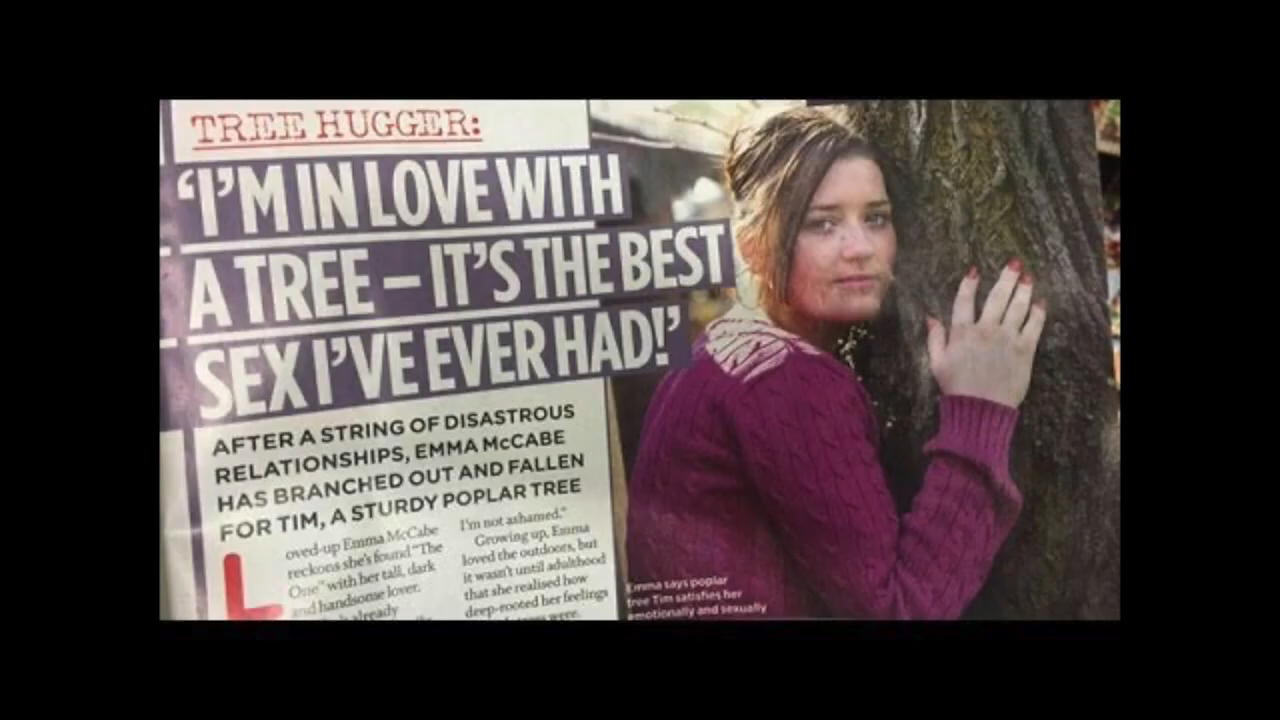 TREE HUGGER:
'I'M IN LOVE WITH
A TREE – IT'S THE BEST
SEX I'VE EVER HAD!'
AFTER A STRING OF DISASTROUS
RELATIONSHIPS, EMMA McCABE
HAS BRANCHED OUT AND FALLEN
FOR TIM, A STURDY POPLAR TREE
Loved-up Emma McCabe
reckons she's found "The
One" with her tall, dark
and handsome lover.
already
I'm not ashamed."
Growing up, Emma
loved the outdoors, but
it wasn't until adulthood
that she realised how
deep-rooted her feelings
were.
Emma says poplar
tree Tim satisfies her
emotionally and sexually